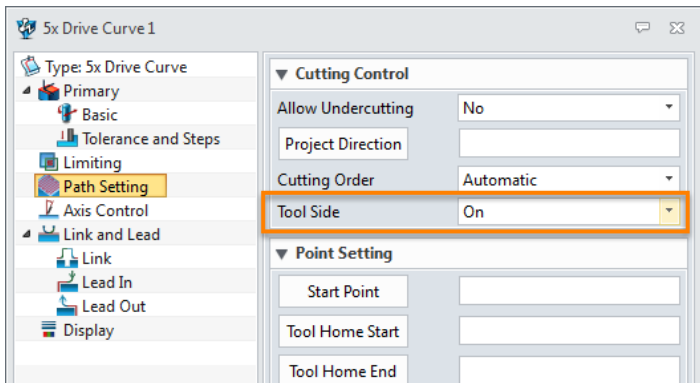 5x Drive Curve 1
Type: 5x Drive Curve
Primary
Basic
Tolerance and Steps
Limiting
Path Setting
Axis Control
Link and Lead
Link
Lead In
Lead Out
Display
Cutting Control
Allow Undercutting No
Project Direction
Cutting Order Automatic
Tool Side On
Point Setting
Start Point
Tool Home Start
Tool Home End